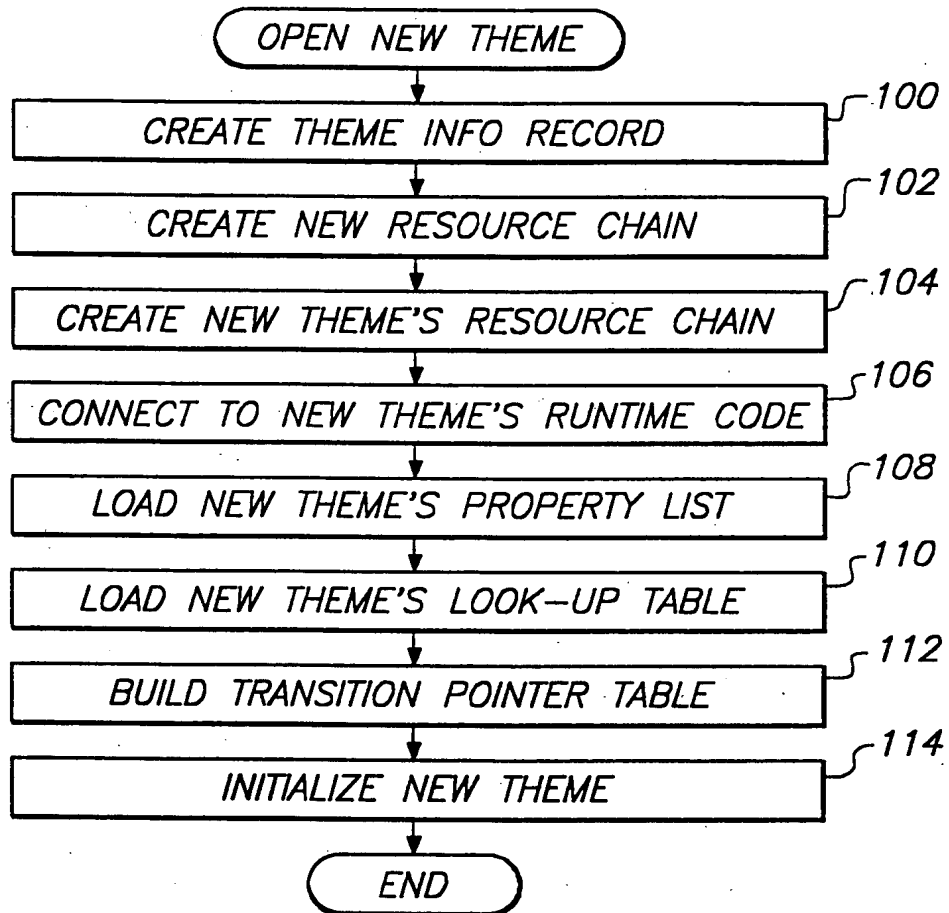 OPEN NEW THEME
100
CREATE THEME INFO RECORD
102
CREATE NEW RESOURCE CHAIN
104
CREATE NEW THEME'S RESOURCE CHAIN
106
CONNECT TO NEW THEME'S RUNTIME CODE
108
LOAD NEW THEME'S PROPERTY LIST
110
LOAD NEW THEME'S LOOK-UP TABLE
112
BUILD TRANSITION POINTER TABLE
114
INITIALIZE NEW THEME
END